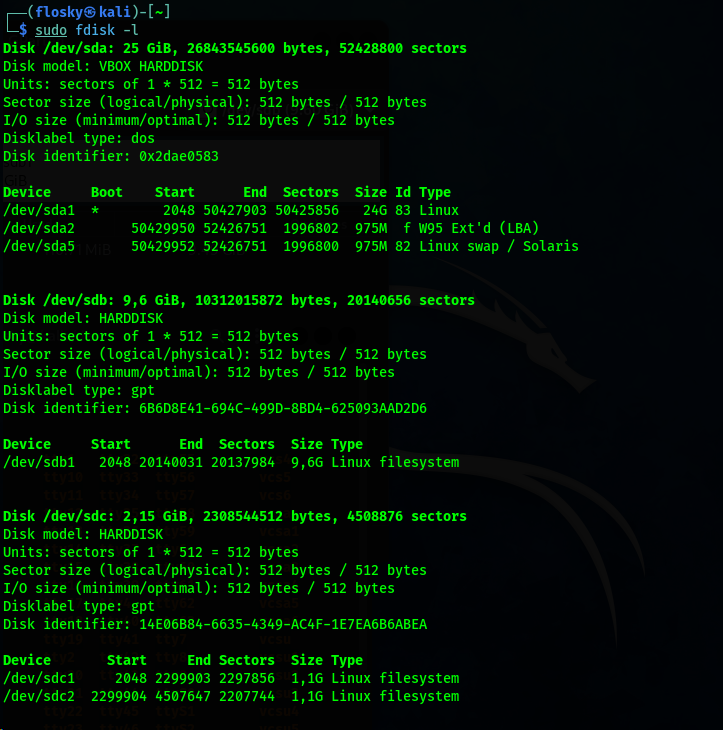 ┌──(flosky㉿kali)-[~]
└─$ sudo fdisk -l
Disk /dev/sda: 25 GiB, 26843545600 bytes, 52428800 sectors
Disk model: VBOX HARDDISK
Units: sectors of 1 * 512 = 512 bytes
Sector size (logical/physical): 512 bytes / 512 bytes
I/O size (minimum/optimal): 512 bytes / 512 bytes
Disklabel type: dos
Disk identifier: 0x2dae0583
Device     Boot    Start      End  Sectors  Size Id Type
/dev/sda1  *        2048 50427903 50425856   24G 83 Linux
/dev/sda2       50429950 52426751  1996802  975M  f W95 Ext'd (LBA)
/dev/sda5       50429952 52426751  1996800  975M 82 Linux swap / Solaris
Disk /dev/sdb: 9,6 GiB, 10312015872 bytes, 20140656 sectors
Disk model: HARDDISK
Units: sectors of 1 * 512 = 512 bytes
Sector size (logical/physical): 512 bytes / 512 bytes
I/O size (minimum/optimal): 512 bytes / 512 bytes
Disklabel type: gpt
Disk identifier: 6B6D8E41-694C-499D-8BD4-625093AAD2D6
Device     Start      End  Sectors  Size Type
/dev/sdb1   2048 20140031 20137984  9,6G Linux filesystem
Disk /dev/sdc: 2,15 GiB, 2308544512 bytes, 4508876 sectors
Disk model: HARDDISK
Units: sectors of 1 * 512 = 512 bytes
Sector size (logical/physical): 512 bytes / 512 bytes
I/O size (minimum/optimal): 512 bytes / 512 bytes
Disklabel type: gpt
Disk identifier: 14E06B84-6635-4349-AC4F-1E7EA6B6ABEA
Device       Start     End Sectors  Size Type
/dev/sdc1     2048 2299903 2297856  1,1G Linux filesystem
/dev/sdc2  2299904 4507647 2207744  1,1G Linux filesystem